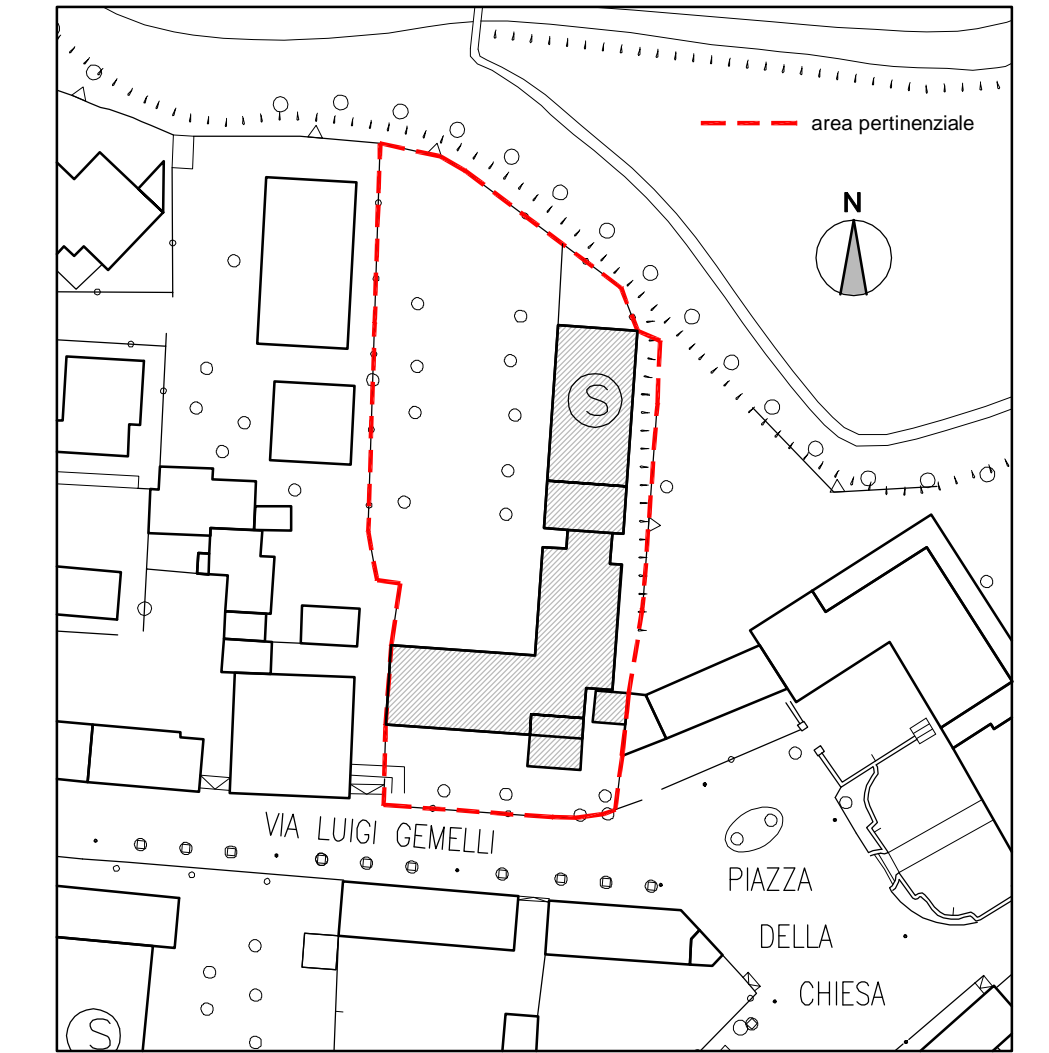 area pertinenziale
N
S
VIA LUIGI GEMELLI
PIAZZA
DELLA
CHIESA
S